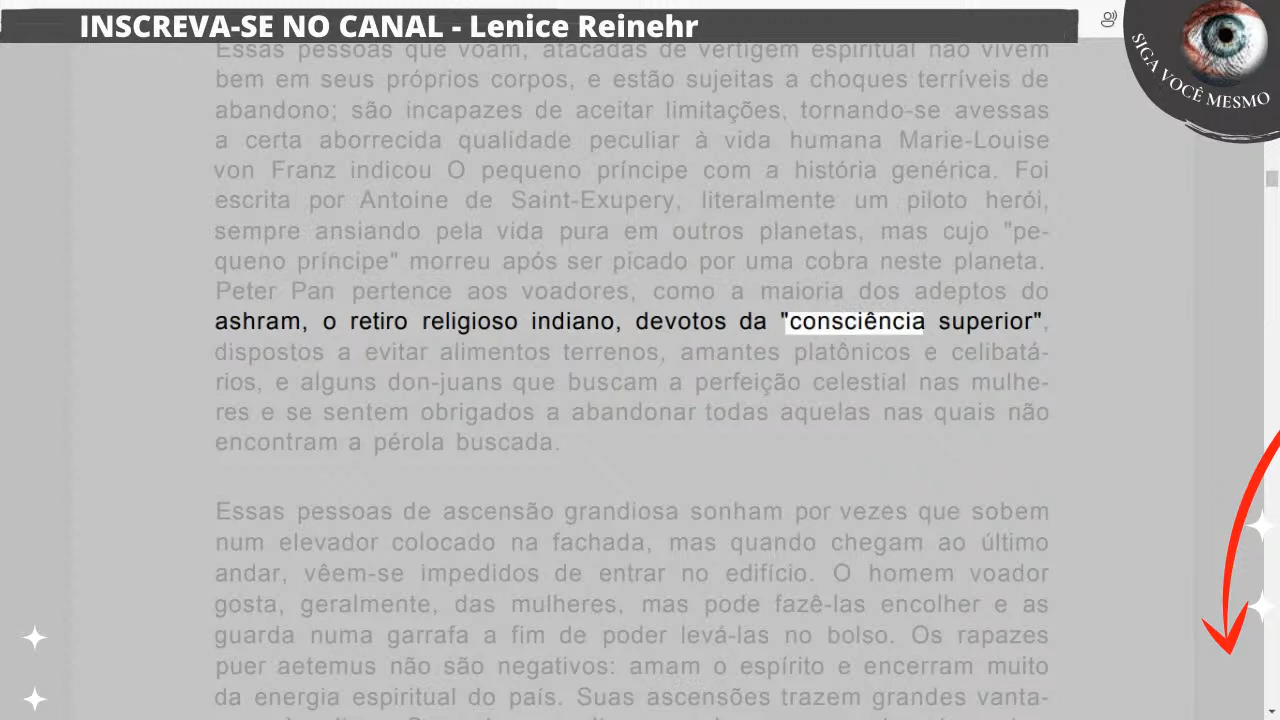 INSCREVA-SE NO CANAL - Lenice Reinehr
SIGA VOCÊ MESMO
Essas pessoas que voam, atacadas de vertigem espiritual não vivem
bem em seus próprios corpos, e estão sujeitas a choques terríveis de
abandono; são incapazes de aceitar limitações, tornando-se avessas
a certa aborrecida qualidade peculiar à vida humana Marie-Louise
von Franz indicou O pequeno príncipe com a história genérica. Foi
escrita por Antoine de Saint-Exupery, literalmente um piloto herói,
sempre ansiando pela vida pura em outros planetas, mas cujo "pe-
queno príncipe" morreu após ser picado por uma cobra neste planeta.
Peter Pan pertence aos voadores, como a maioria dos adeptos do
ashram, o retiro religioso indiano, devotos da "consciência superior",
dispostos a evitar alimentos terrenos, amantes platônicos e celibatá-
rios, e alguns don-juans que buscam a perfeição celestial nas mulhe-
res e se sentem obrigados a abandonar todas aquelas nas quais não
encontram a pérola buscada.
Essas pessoas de ascensão grandiosa sonham por vezes que sobem
num elevador colocado na fachada, mas quando chegam ao último
andar, vêem-se impedidos de entrar no edifício. O homem voador
gosta, geralmente, das mulheres, mas pode fazê-las encolher e as
guarda numa garrafa a fim de poder levá-las no bolso. Os rapazes
puer aetemus não são negativos: amam o espírito e encerram muito
da energia espiritual do país. Suas ascensões trazem grandes vanta-